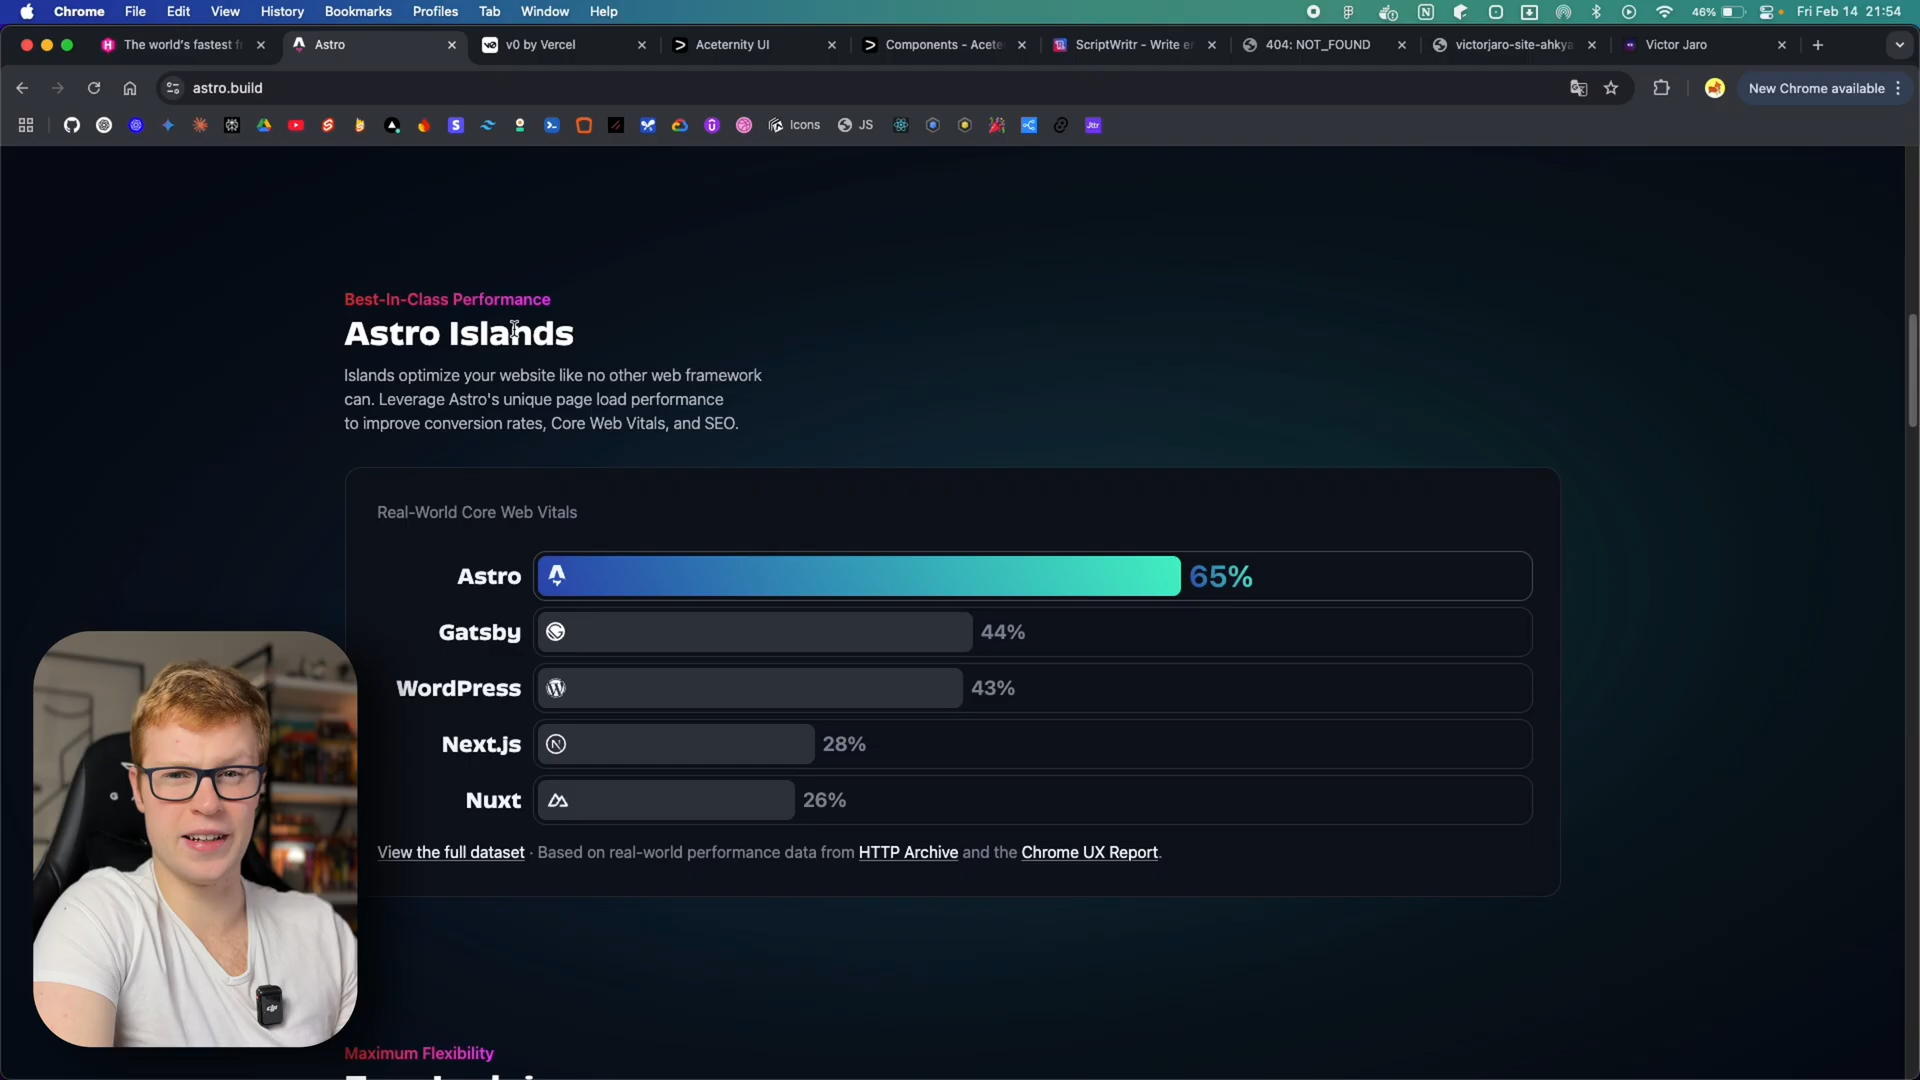 Chrome File Edit View History Bookmarks Profiles Tab Window Help 46% Fri Feb 14 21:54
The world's fastest f Astro v0 by Vercel Aceternity UI Components - Acete ScriptWritr - Write e 404: NOT_FOUND victorjaro-site-ahkya Victor Jaro
astro.build New Chrome available
Icons JS
Best-In-Class Performance
Astro Islands
Islands optimize your website like no other web framework
can. Leverage Astro's unique page load performance
to improve conversion rates, Core Web Vitals, and SEO.
Real-World Core Web Vitals
Astro 65%
Gatsby 44%
WordPress 43%
Next.js 28%
Nuxt 26%
View the full dataset · Based on real-world performance data from HTTP Archive and the Chrome UX Report.
Maximum Flexibility